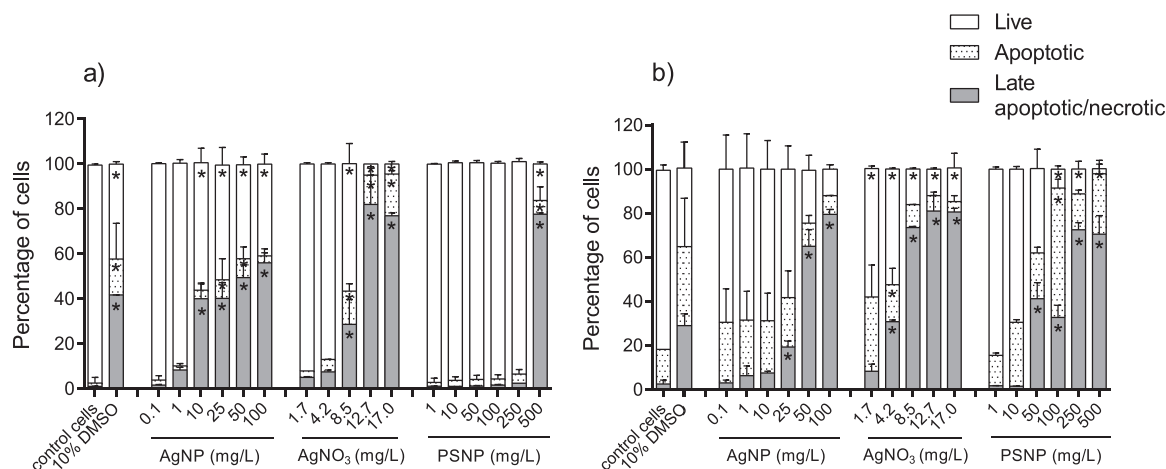 Live
Apoptotic
Late
apoptotic/necrotic
a)
Percentage of cells
120
100
80
60
40
20
0
control cells
10% DMSO
0.1 1 10 25 50 100
AgNP (mg/L)
1.7 4.2 8.5 12.7 17.0
AgNO₃ (mg/L)
1 10 50 100 250 500
PSNP (mg/L)
b)
Percentage of cells
120
100
80
60
40
20
0
control cells
10% DMSO
0.1 1 10 25 50 100
AgNP (mg/L)
1.7 4.2 8.5 12.7 17.0
AgNO₃ (mg/L)
1 10 50 100 250 500
PSNP (mg/L)